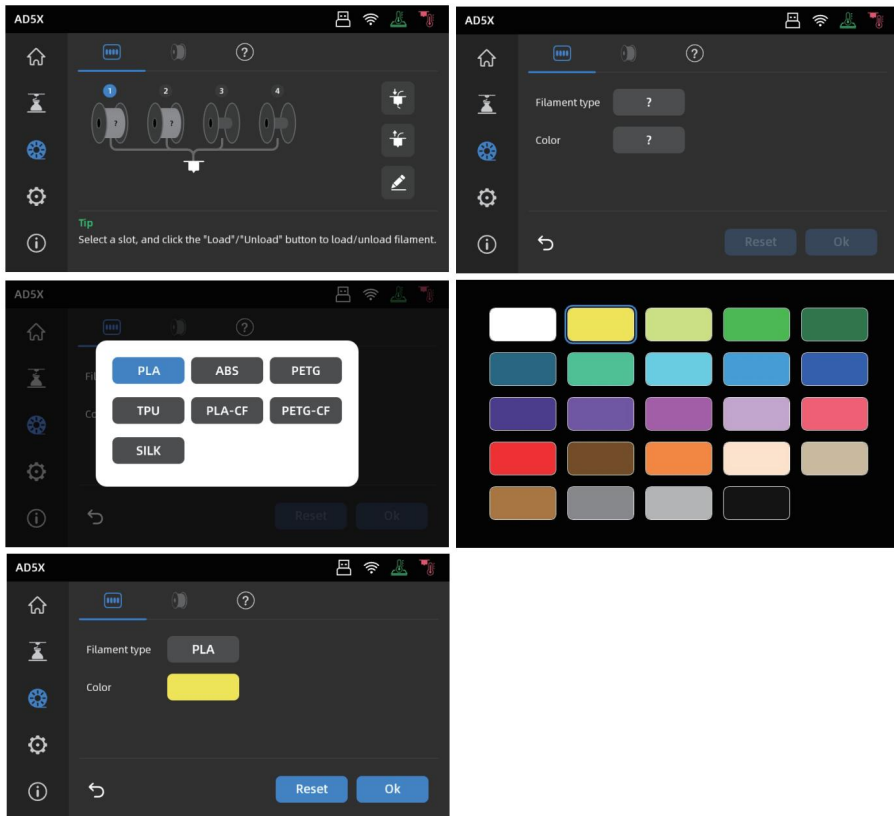 AD5X
?
1 2 3 4
? ?
Tip
Select a slot, and click the "Load"/"Unload" button to load/unload filament.
AD5X
?
Filament type ?
Color ?
Reset Ok
AD5X
?
Fil
Co
PLA ABS PETG
TPU PLA-CF PETG-CF
SILK
Reset Ok
AD5X
?
Filament type PLA
Color
Reset Ok